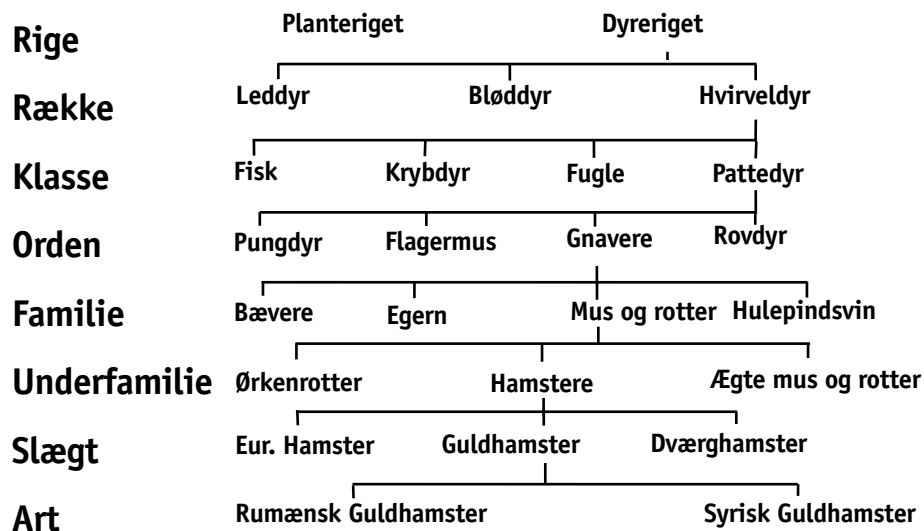 Rige Planteriget Dyreriget
Række Leddyr Bløddyr Hvirveldyr
Klasse Fisk Krybdyr Fugle Pattedyr
Orden Pungdyr Flagermus Gnavere Rovdyr
Familie Bævere Egern Mus og rotter Hulepindsvin
Underfamilie Ørkenrotter Hamstere Ægte mus og rotter
Slægt Eur. Hamster Guldhamster Dværghamster
Art Rumænsk Guldhamster Syrisk Guldhamster